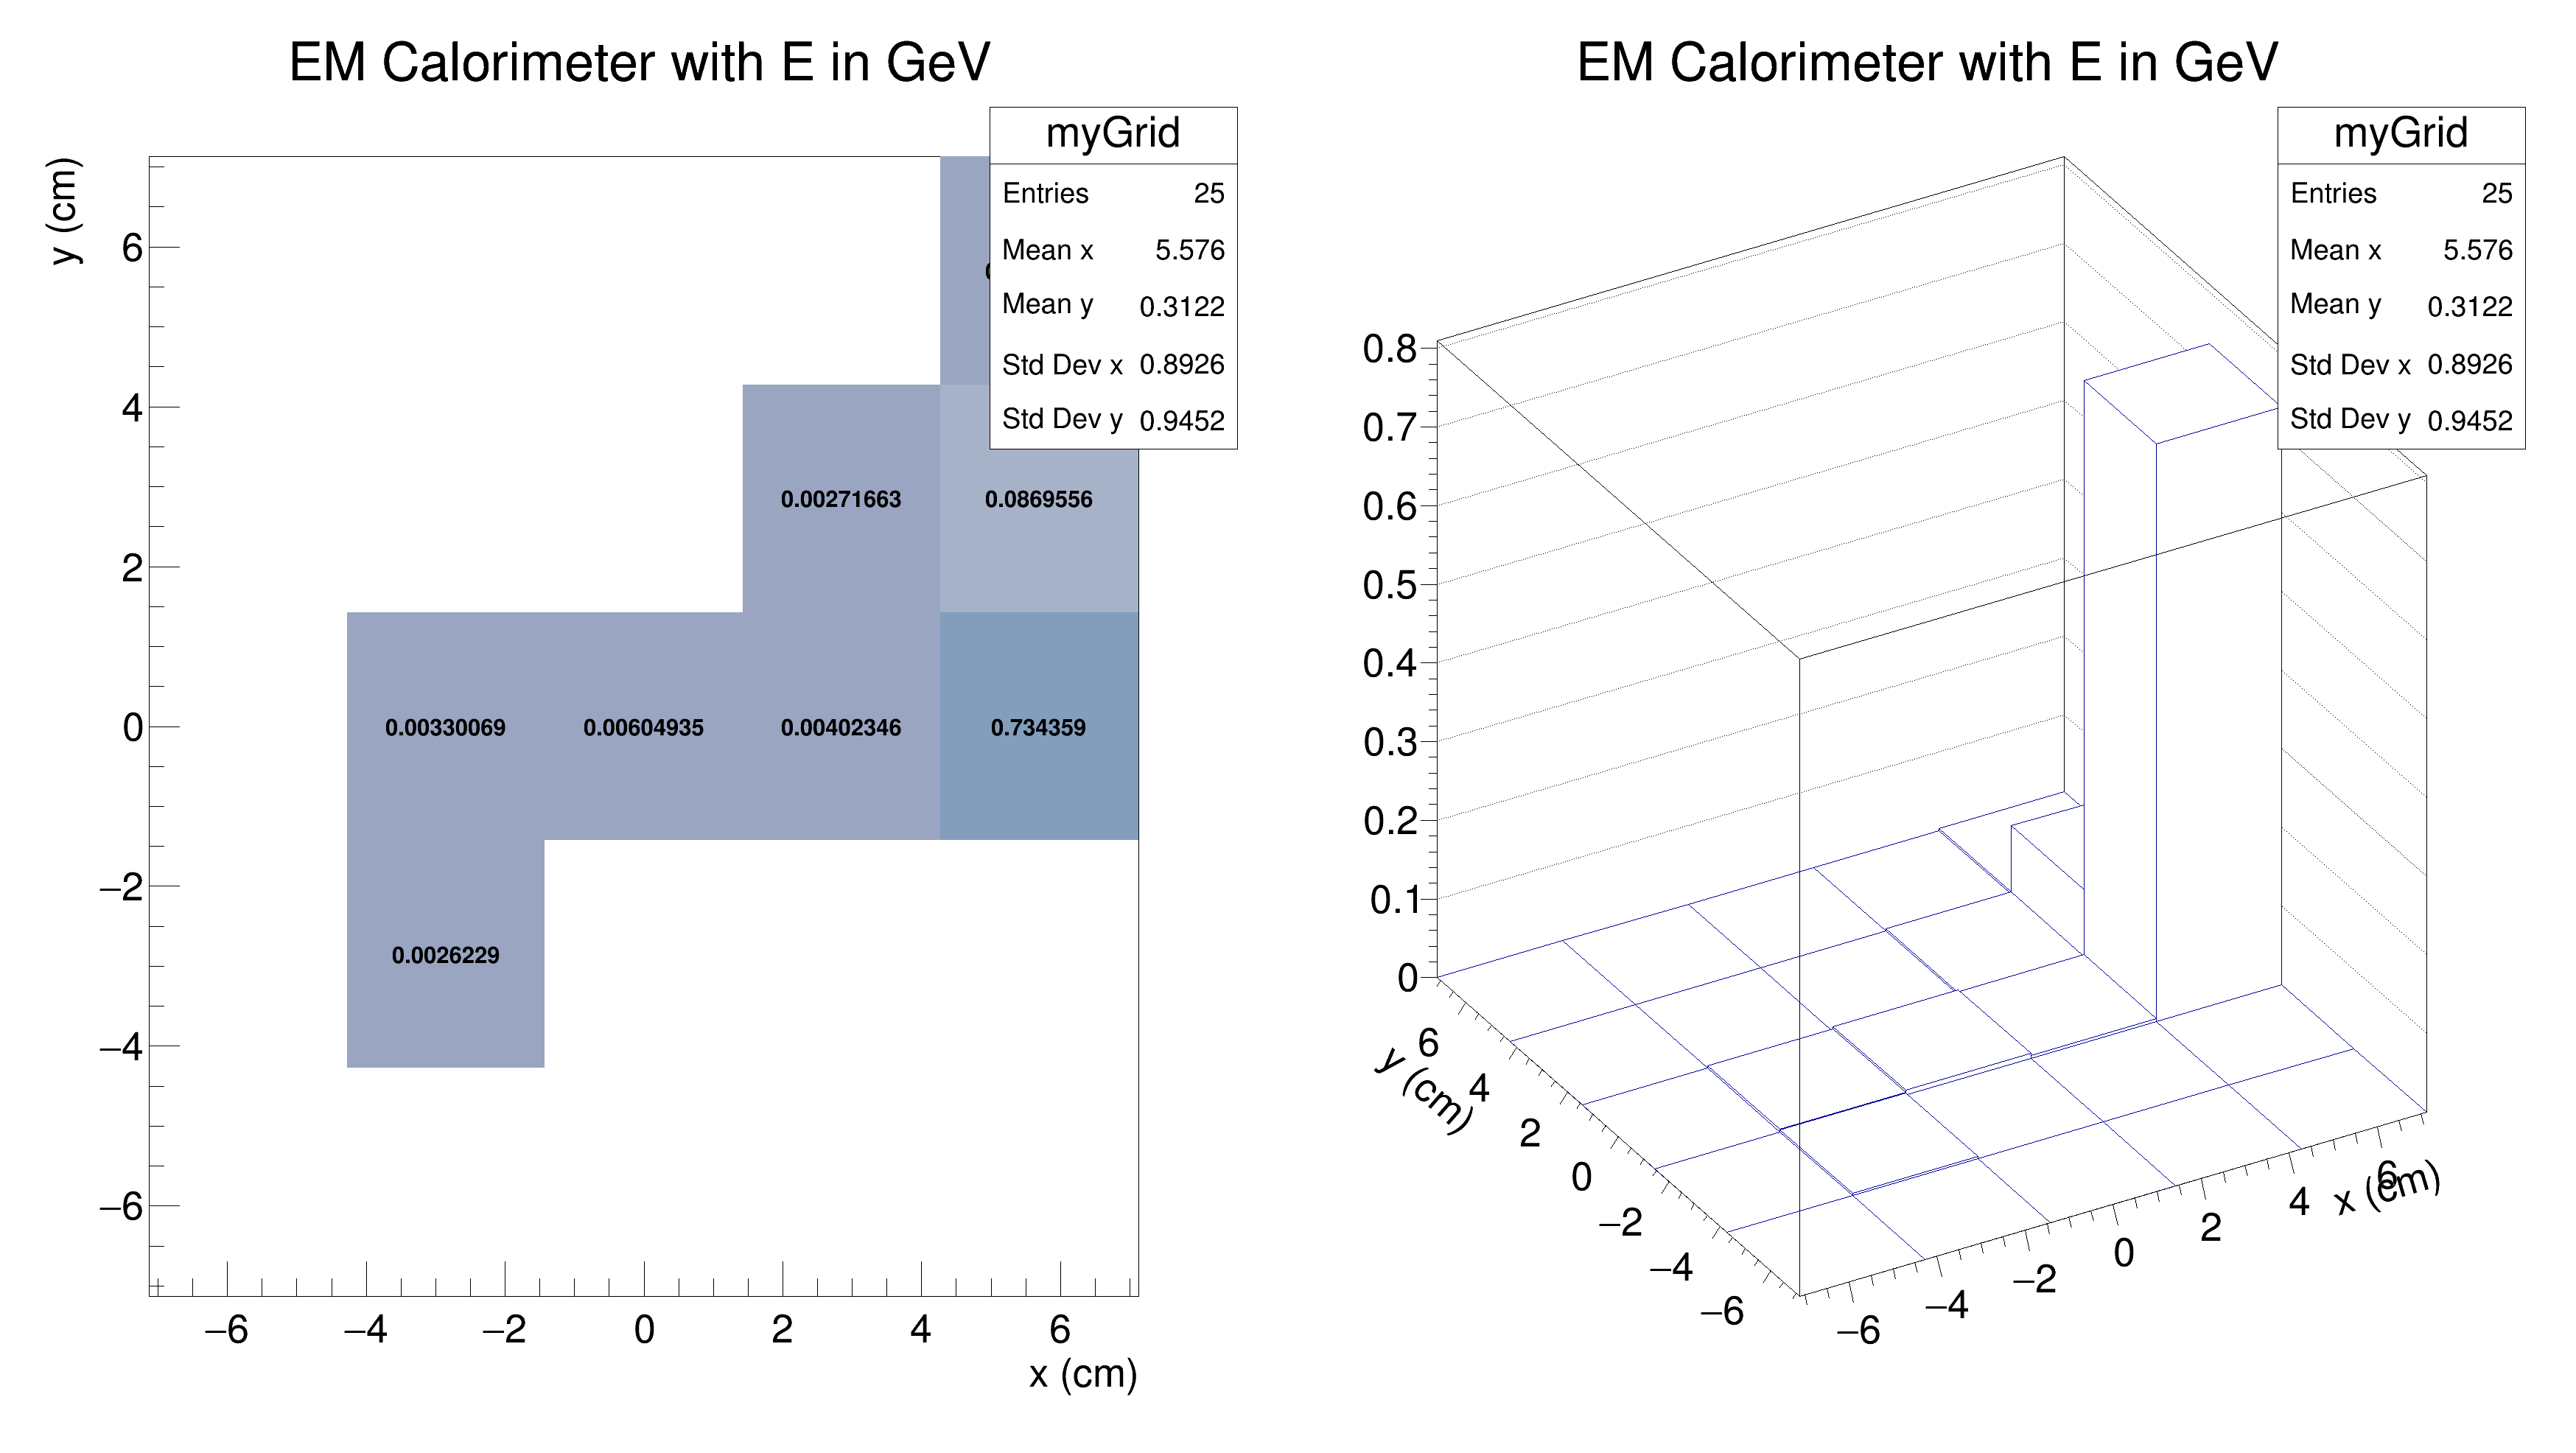 EM Calorimeter with E in GeV
myGrid
Entries 25
Mean x 5.576
Mean y 0.3122
Std Dev x 0.8926
Std Dev y 0.9452
y (cm)
6
4
2
0
−2
−4
−6
0.00271663 0.0869556
0.00330069 0.00604935 0.00402346 0.734359
0.0026229
−6 −4 −2 0 2 4 6
x (cm)
EM Calorimeter with E in GeV
myGrid
Entries 25
Mean x 5.576
Mean y 0.3122
Std Dev x 0.8926
Std Dev y 0.9452
0.8
0.7
0.6
0.5
0.4
0.3
0.2
0.1
0
6
4
2
0
−2
−4
−6
y (cm)
−6 −4 −2 0 2 4 6
x (cm)